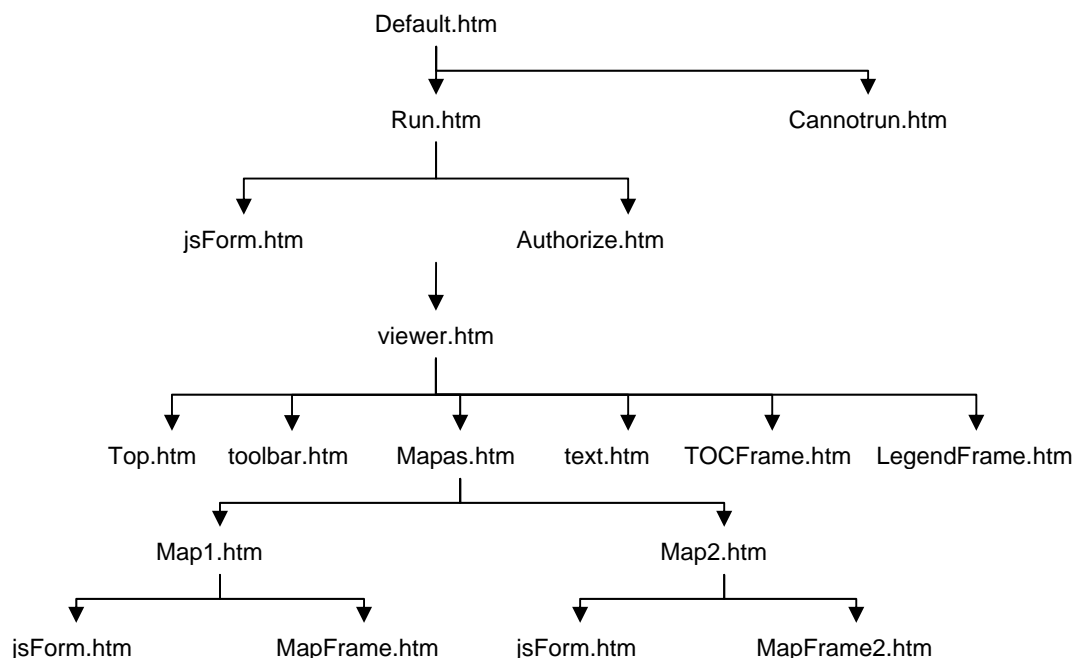 Default.htm
Run.htm
Cannotrun.htm
jsForm.htm
Authorize.htm
viewer.htm
Top.htm
toolbar.htm
Mapas.htm
text.htm
TOCFrame.htm
LegendFrame.htm
Map1.htm
Map2.htm
jsForm.htm
MapFrame.htm
jsForm.htm
MapFrame2.htm